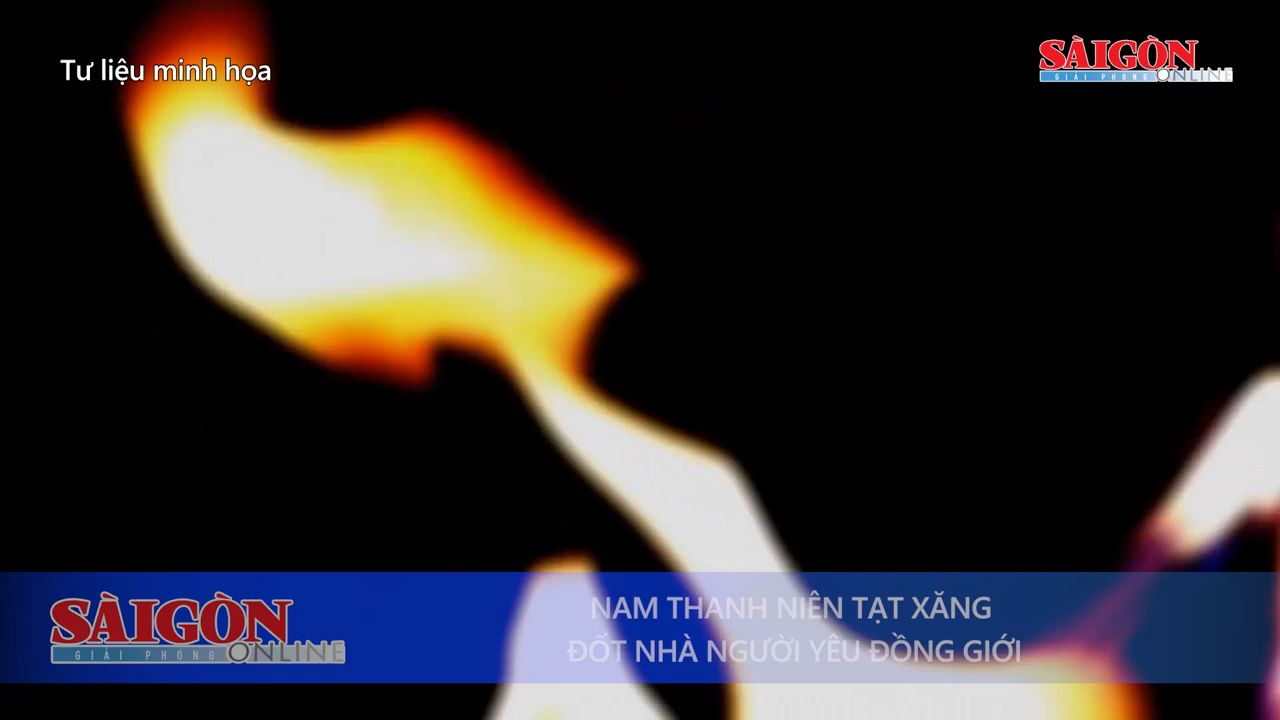 Tư liệu minh họa
SÀIGÒN
GIẢI PHÓNG ONLINE
NAM THANH NIÊN TẠT XĂNG
ĐỐT NHÀ NGƯỜI YÊU ĐỒNG GIỚI
SÀIGÒN
GIẢI PHÓNG ONLINE